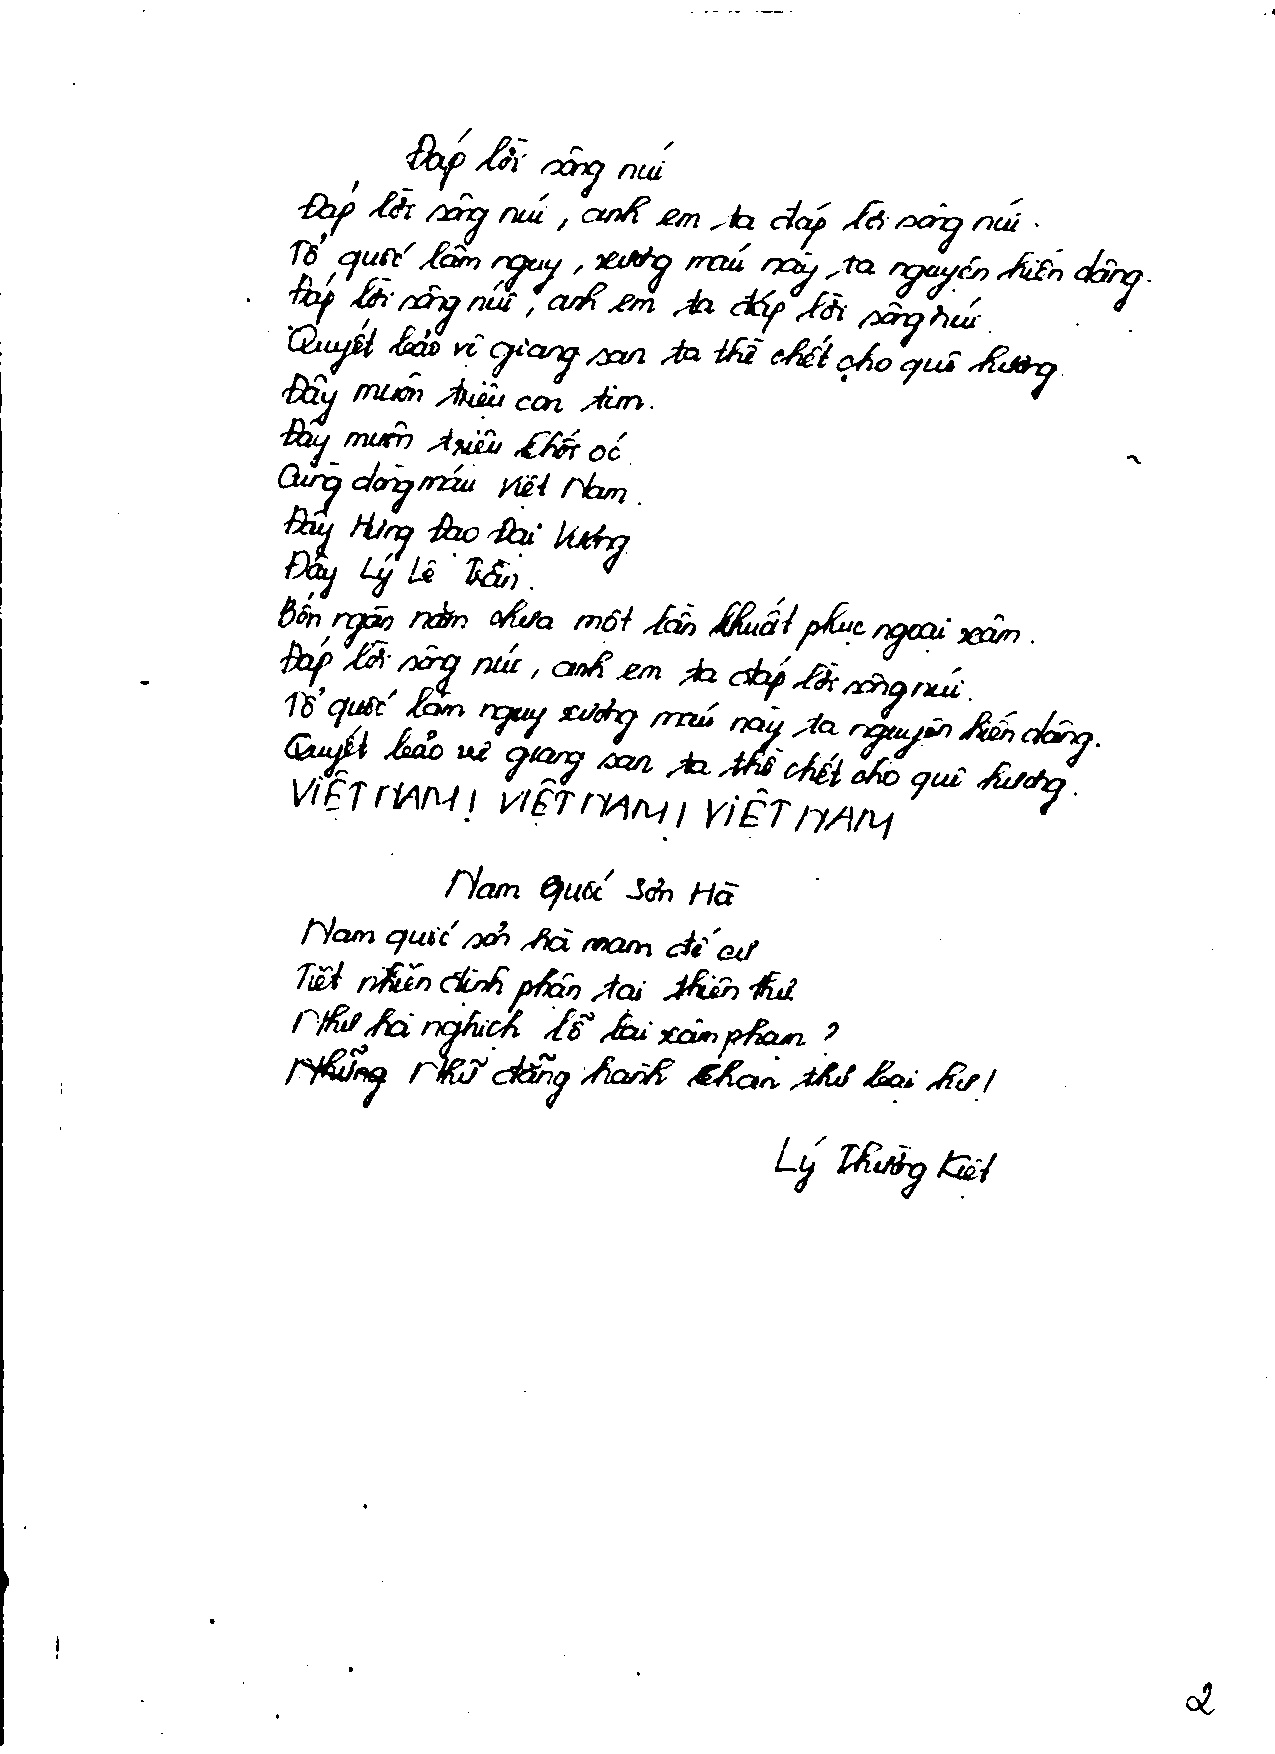 Đáp lời sông núi
Đáp lời sông núi, anh em ta đáp lời sông núi.
Tổ quốc lâm nguy, xương máu này, ta nguyện hiến dâng.
Đáp lời sông núi, anh em ta đáp lời sông núi.
Quyết bảo vệ giang san ta thề chết cho quê hương.
Đây muôn triệu con tim.
Đây muôn triệu khối óc.
Cùng dòng máu Việt Nam.
Đây Hưng Đạo Đại Vương
Đây Lý Lê Trần.
Bốn ngàn năm chưa một lần khuất phục ngoại xâm.
Đáp lời sông núi, anh em ta đáp lời sông núi.
Tổ quốc lâm nguy xương máu này ta nguyện hiến dâng.
Quyết bảo vệ giang san ta thề chết cho quê hương.
VIỆT NAM! VIỆT NAM! VIỆT NAM
Nam Quốc Sơn Hà
Nam quốc sơn hà nam đế cư
Tiệt nhiên định phận tại thiên thư
Như hà nghịch lỗ lai xâm phạm?
Nhữ đẳng hành khan thủ bại hư!
Lý Thường Kiệt
2